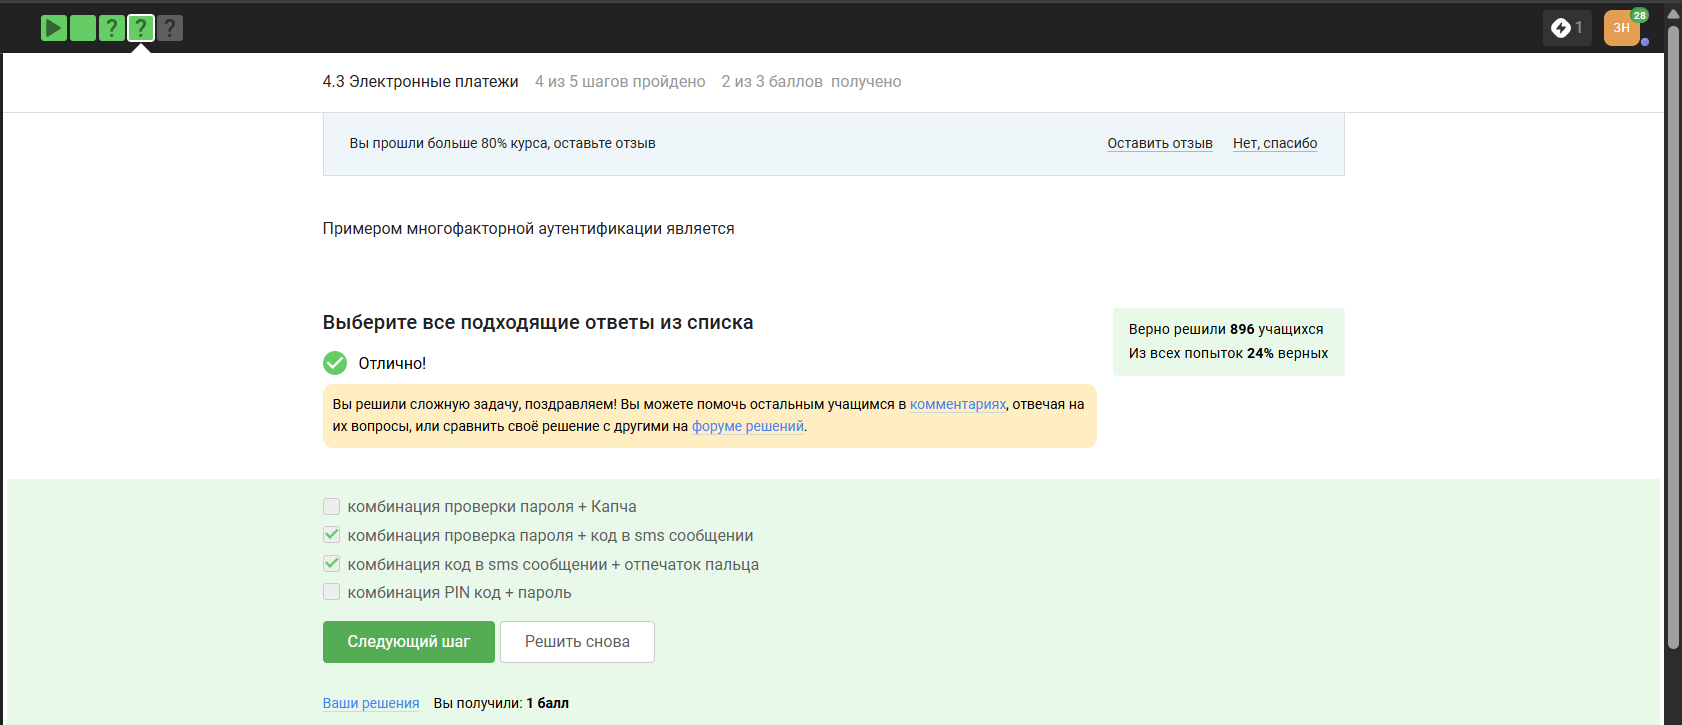 ? ? ?
1
ЗН
28
4.3 Электронные платежи 4 из 5 шагов пройдено 2 из 3 баллов получено
Вы прошли больше 80% курса, оставьте отзыв Оставить отзыв Нет, спасибо
Примером многофакторной аутентификации является
Выберите все подходящие ответы из списка
Верно решили 896 учащихся
Из всех попыток 24% верных
Отлично!
Вы решили сложную задачу, поздравляем! Вы можете помочь остальным учащимся в комментариях, отвечая на
их вопросы, или сравнить своё решение с другими на форуме решений.
комбинация проверки пароля + Капча
комбинация проверка пароля + код в sms сообщении
комбинация код в sms сообщении + отпечаток пальца
комбинация PIN код + пароль
Следующий шаг Решить снова
Ваши решения Вы получили: 1 балл